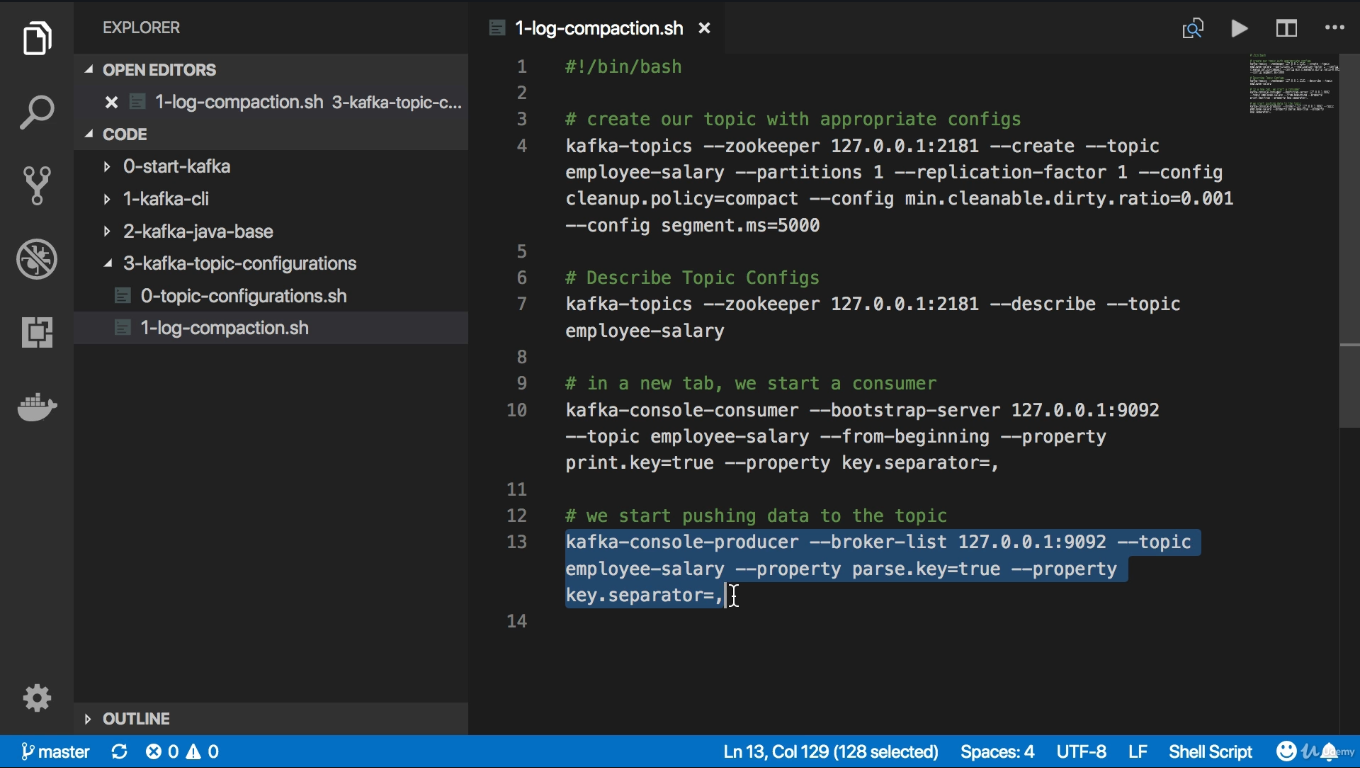 EXPLORER
OPEN EDITORS
1-log-compaction.sh 3-kafka-topic-c...
CODE
0-start-kafka
1-kafka-cli
2-kafka-java-base
3-kafka-topic-configurations
0-topic-configurations.sh
1-log-compaction.sh
OUTLINE
1-log-compaction.sh
1 #!/bin/bash
2
3 # create our topic with appropriate configs
4 kafka-topics --zookeeper 127.0.0.1:2181 --create --topic
employee-salary --partitions 1 --replication-factor 1 --config
cleanup.policy=compact --config min.cleanable.dirty.ratio=0.001
--config segment.ms=5000
5
6 # Describe Topic Configs
7 kafka-topics --zookeeper 127.0.0.1:2181 --describe --topic
employee-salary
8
9 # in a new tab, we start a consumer
10 kafka-console-consumer --bootstrap-server 127.0.0.1:9092
--topic employee-salary --from-beginning --property
print.key=true --property key.separator=,
11
12 # we start pushing data to the topic
13 kafka-console-producer --broker-list 127.0.0.1:9092 --topic
employee-salary --property parse.key=true --property
key.separator=,
14
master 0 0 Ln 13, Col 129 (128 selected) Spaces: 4 UTF-8 LF Shell Script